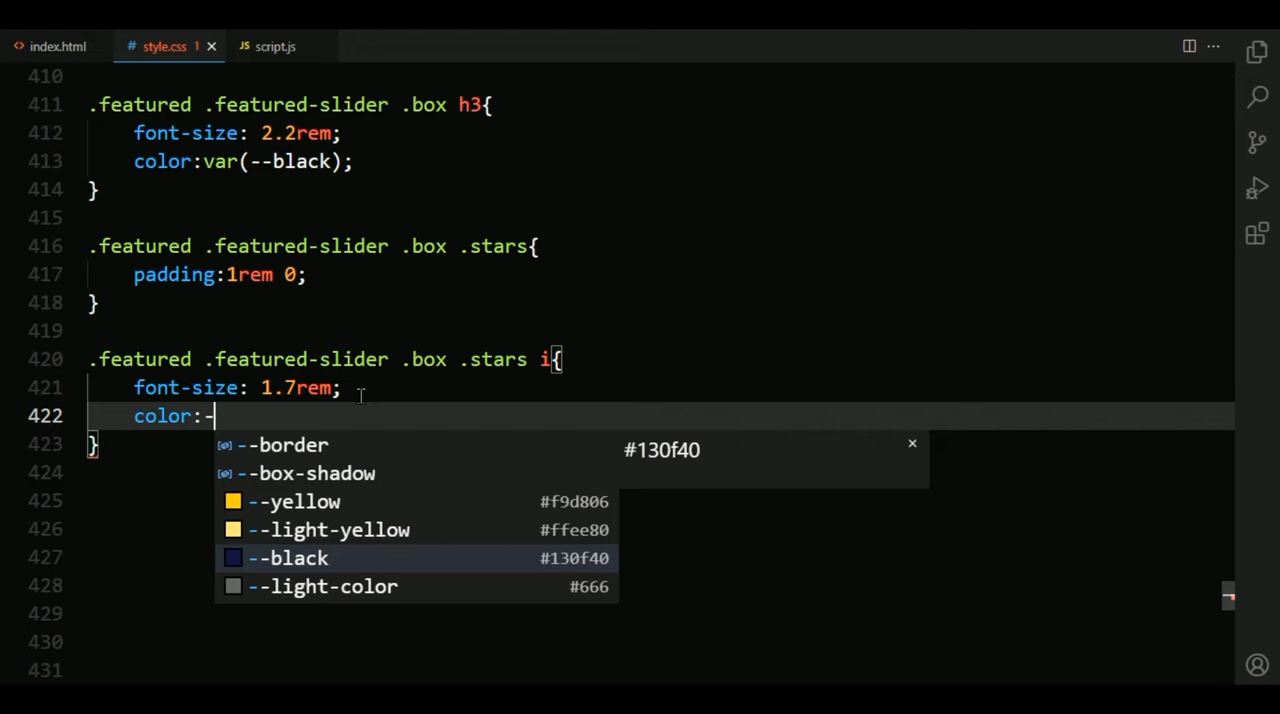 index.html
style.css 1
JS script.js
410
411 .featured .featured-slider .box h3{
412 font-size: 2.2rem;
413 color:var(--black);
414 }
415
416 .featured .featured-slider .box .stars{
417 padding:1rem 0;
418 }
419
420 .featured .featured-slider .box .stars i{
421 font-size: 1.7rem;
422 color:-
423 }
--border
#130f40
424
--box-shadow
425
--yellow #f9d806
426
--light-yellow #ffee80
427
--black #130f40
428
--light-color #666
429
430
431